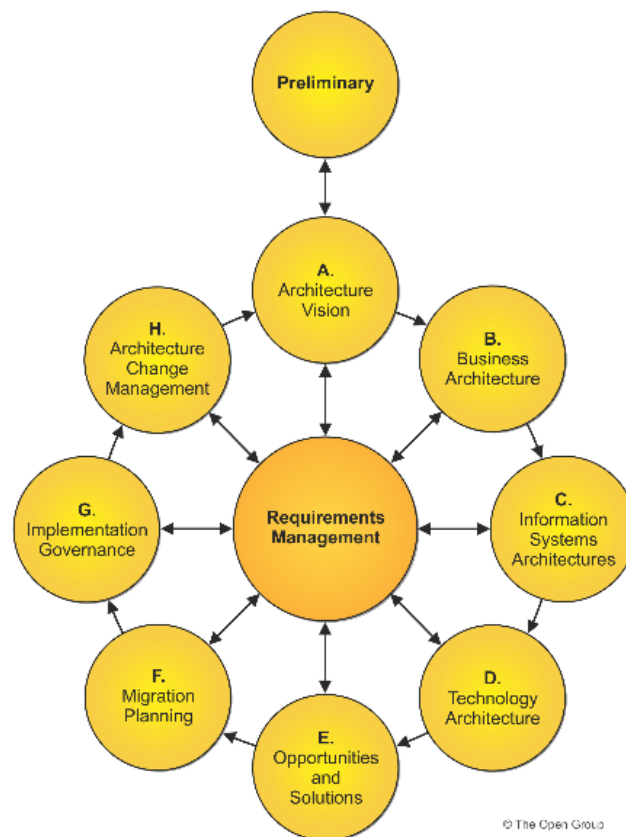 Preliminary
A.
Architecture
Vision
H.
Architecture
Change
Management
B.
Business
Architecture
G.
Implementation
Governance
Requirements
Management
C.
Information
Systems
Architectures
F.
Migration
Planning
D.
Technology
Architecture
E.
Opportunities
and
Solutions
© The Open Group